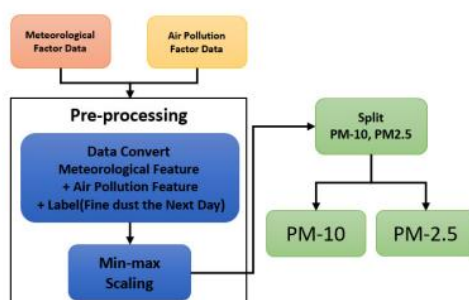 Meteorological
Factor Data
Air Pollution
Factor Data
Pre-processing
Data Convert
Meteorological Feature
+ Air Pollution Feature
+ Label(Fine dust the Next Day)
Min-max
Scaling
Split
PM-10, PM2.5
PM-10
PM-2.5